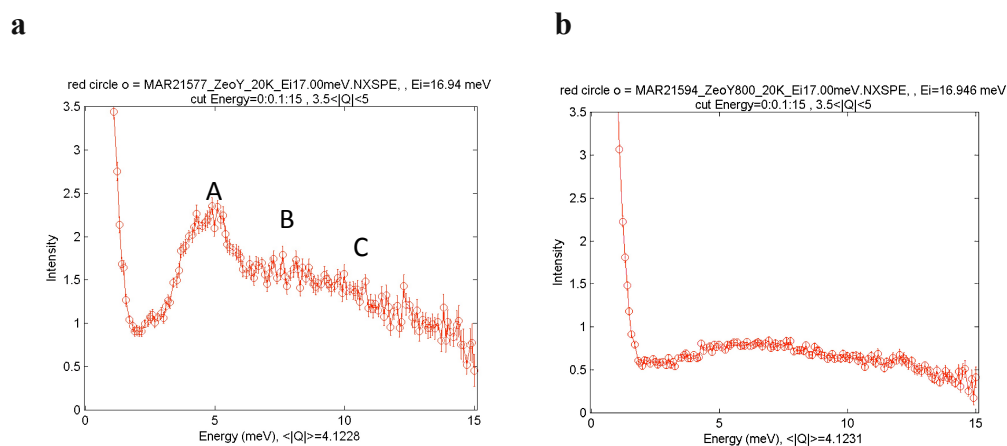 a
b
red circle o = MAR21577_ZeoY_20K_Ei17.00meV.NXSPE, , Ei=16.94 meV
cut Energy=0:0.1:15 , 3.5<|Q|<5
3.5
3
2.5
2
1.5
1
0.5
0
Intensity
A
B
C
0
5
10
15
Energy (meV), <|Q|>=4.1228
red circle o = MAR21594_ZeoY800_20K_Ei17.00meV.NXSPE, , Ei=16.946 meV
cut Energy=0:0.1:15 , 3.5<|Q|<5
3.5
3
2.5
2
1.5
1
0.5
0
Intensity
0
5
10
15
Energy (meV), <|Q|>=4.1231